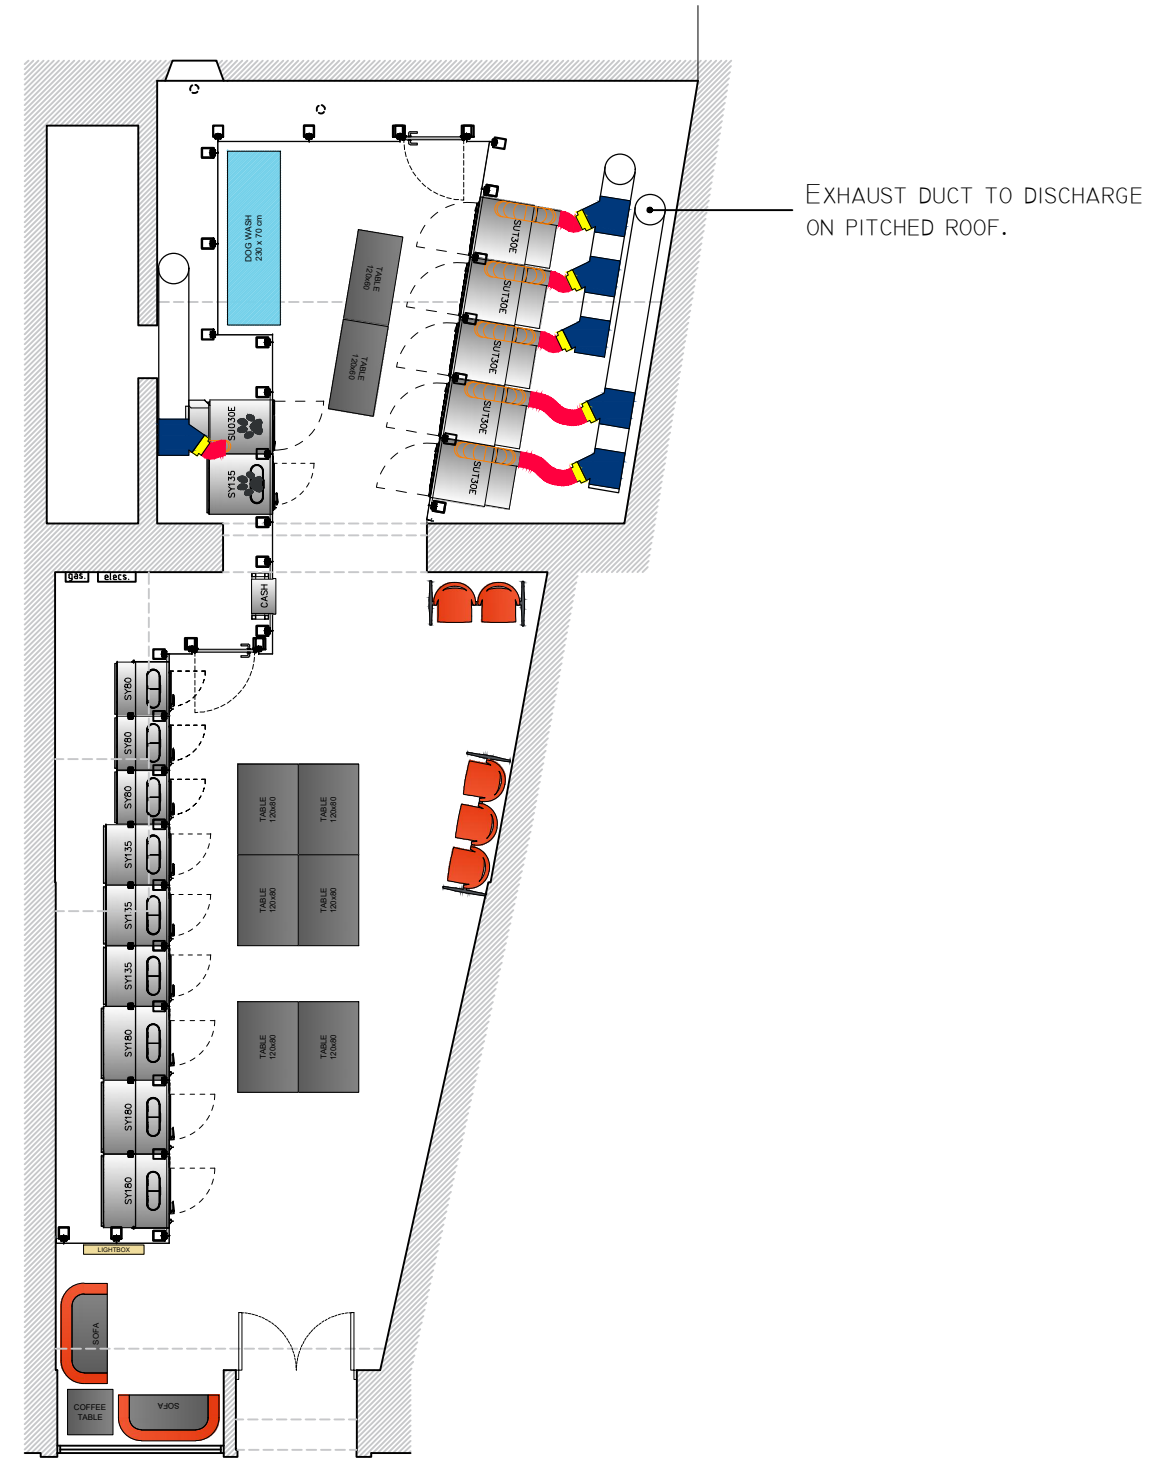 EXHAUST DUCT TO DISCHARGE
ON PITCHED ROOF.
DOG WASH
230 x 70 cm
TABLE
120x60
TABLE
120x60
SUT30E
SUT30E
SUT30E
SUT30E
SUT30E
SU030E
SY135
gas.
elecs.
CASH
SY80
SY80
SY80
SY135
SY135
SY135
SY180
SY180
SY180
TABLE
120x80
TABLE
120x80
TABLE
120x80
TABLE
120x80
TABLE
120x80
TABLE
120x80
LIGHTBOX
SOFA
COFFEE
TABLE
SOFA